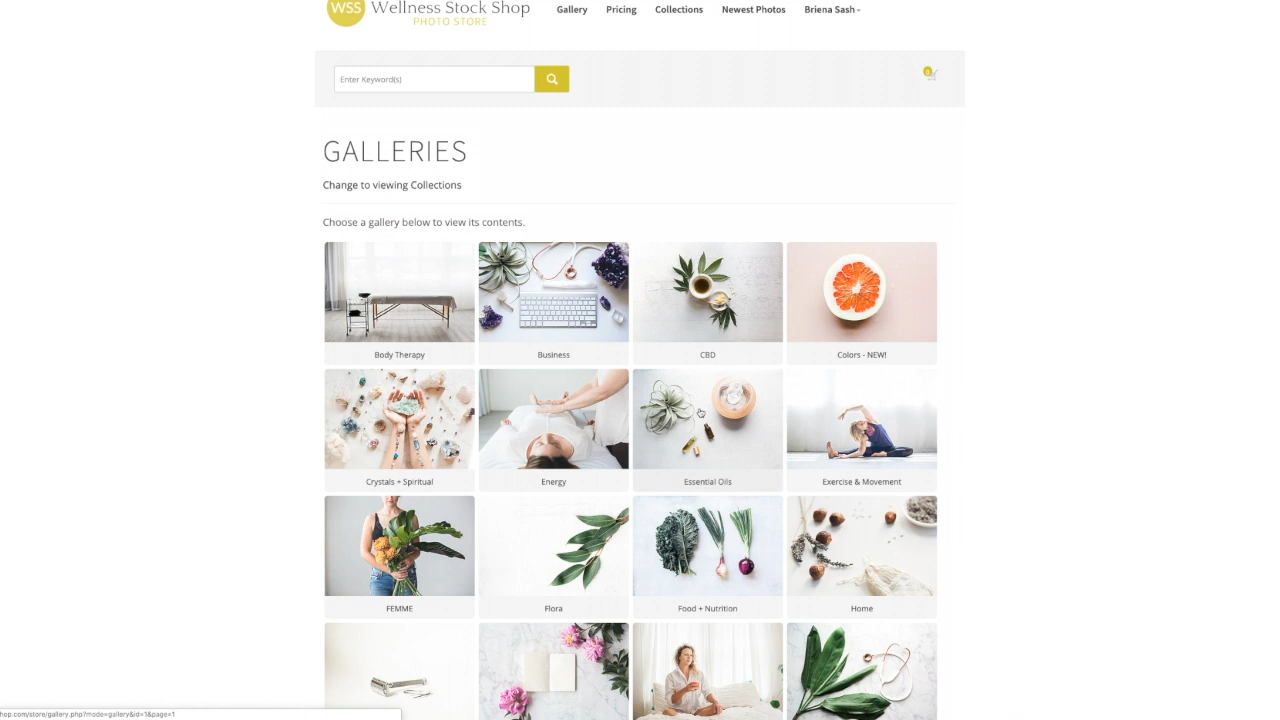 WSS Wellness Stock Shop
PHOTO STORE
Gallery Pricing Collections Newest Photos Briena Sash
Enter Keyword(s)
0
GALLERIES
Change to viewing Collections
Choose a gallery below to view its contents.
Body Therapy Business CBD Colors - NEW!
Crystals + Spiritual Energy Essential Oils Exercise & Movement
FEMME Flora Food + Nutrition Home
hop.com/store/gallery.php?mode=gallery&id=1&page=1